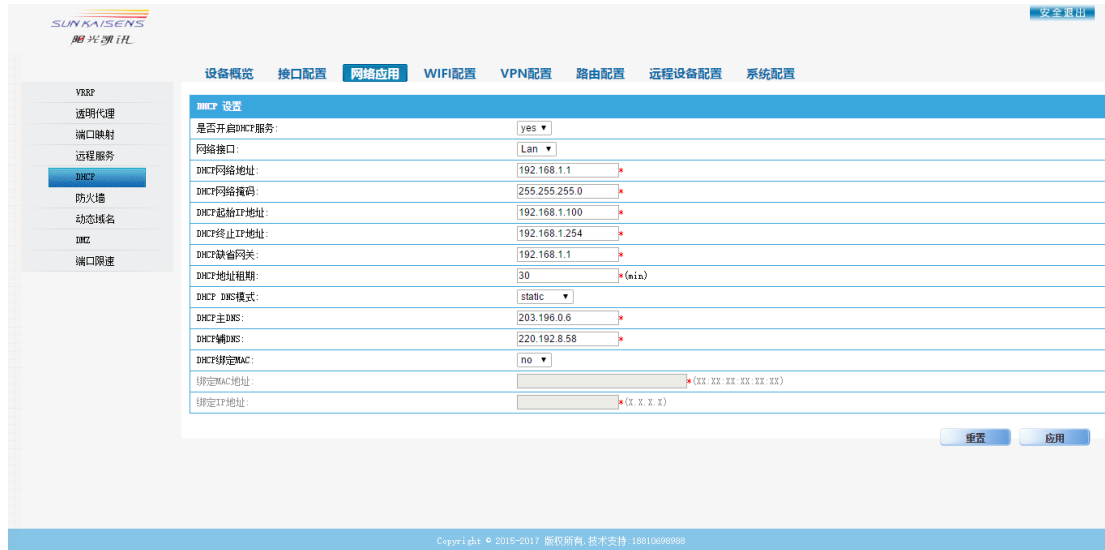 安全退出
SUNKAISENS
阳光凯讯
设备概览 接口配置 网络应用 WIFI配置 VPN配置 路由配置 远程设备配置 系统配置
VRRP
透明代理
端口映射
远程服务
DHCP
防火墙
动态域名
DMZ
端口限速
DHCP 设置
是否开启DHCP服务: yes
网络接口: Lan
DHCP网络地址: 192.168.1.1 *
DHCP网络掩码: 255.255.255.0 *
DHCP起始IP地址: 192.168.1.100 *
DHCP终止IP地址: 192.168.1.254 *
DHCP缺省网关: 192.168.1.1 *
DHCP地址租期: 30 *(min)
DHCP DNS模式: static
DHCP主DNS: 203.196.0.6 *
DHCP辅DNS: 220.192.8.58 *
DHCP绑定MAC: no
绑定MAC地址: *(XX:XX:XX:XX:XX:XX)
绑定IP地址: *(X.X.X.X)
重置 应用
Copyright © 2015-2017 版权所有,技术支持:18810698988